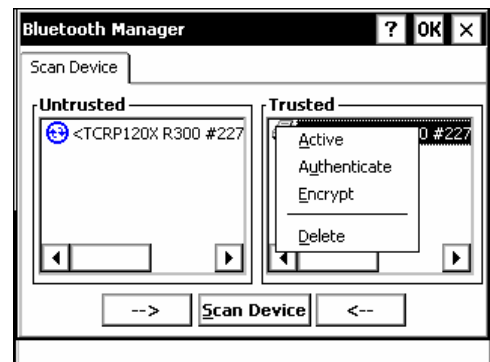 Bluetooth Manager ? OK ×
Scan Device
Untrusted
<TCRP120X R300 #227
Trusted
0 #227
Active
Authenticate
Encrypt
Delete
--> Scan Device <--